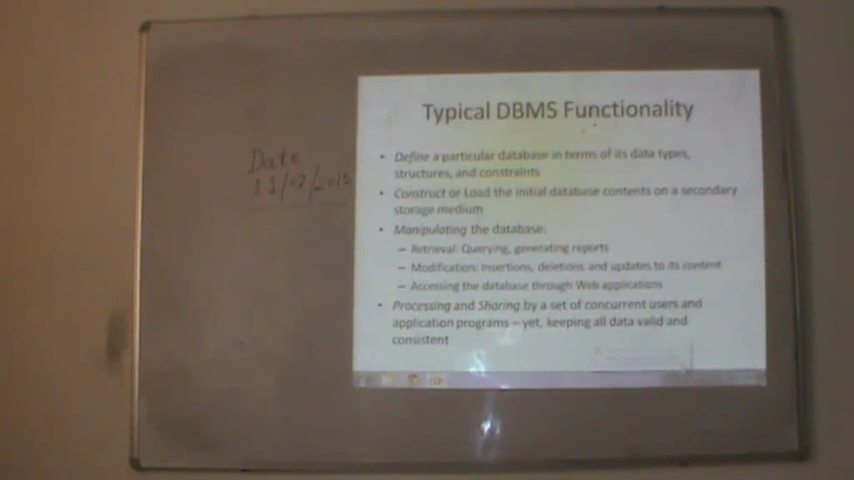 Date
11/02/2015
Typical DBMS Functionality
• Define a particular database in terms of its data types,
structures, and constraints
• Construct or Load the initial database contents on a secondary
storage medium
• Manipulating the database:
– Retrieval: Querying, generating reports
– Modification: Insertions, deletions and updates to its content
– Accessing the database through Web applications
• Processing and Sharing by a set of concurrent users and
application programs – yet, keeping all data valid and
consistent